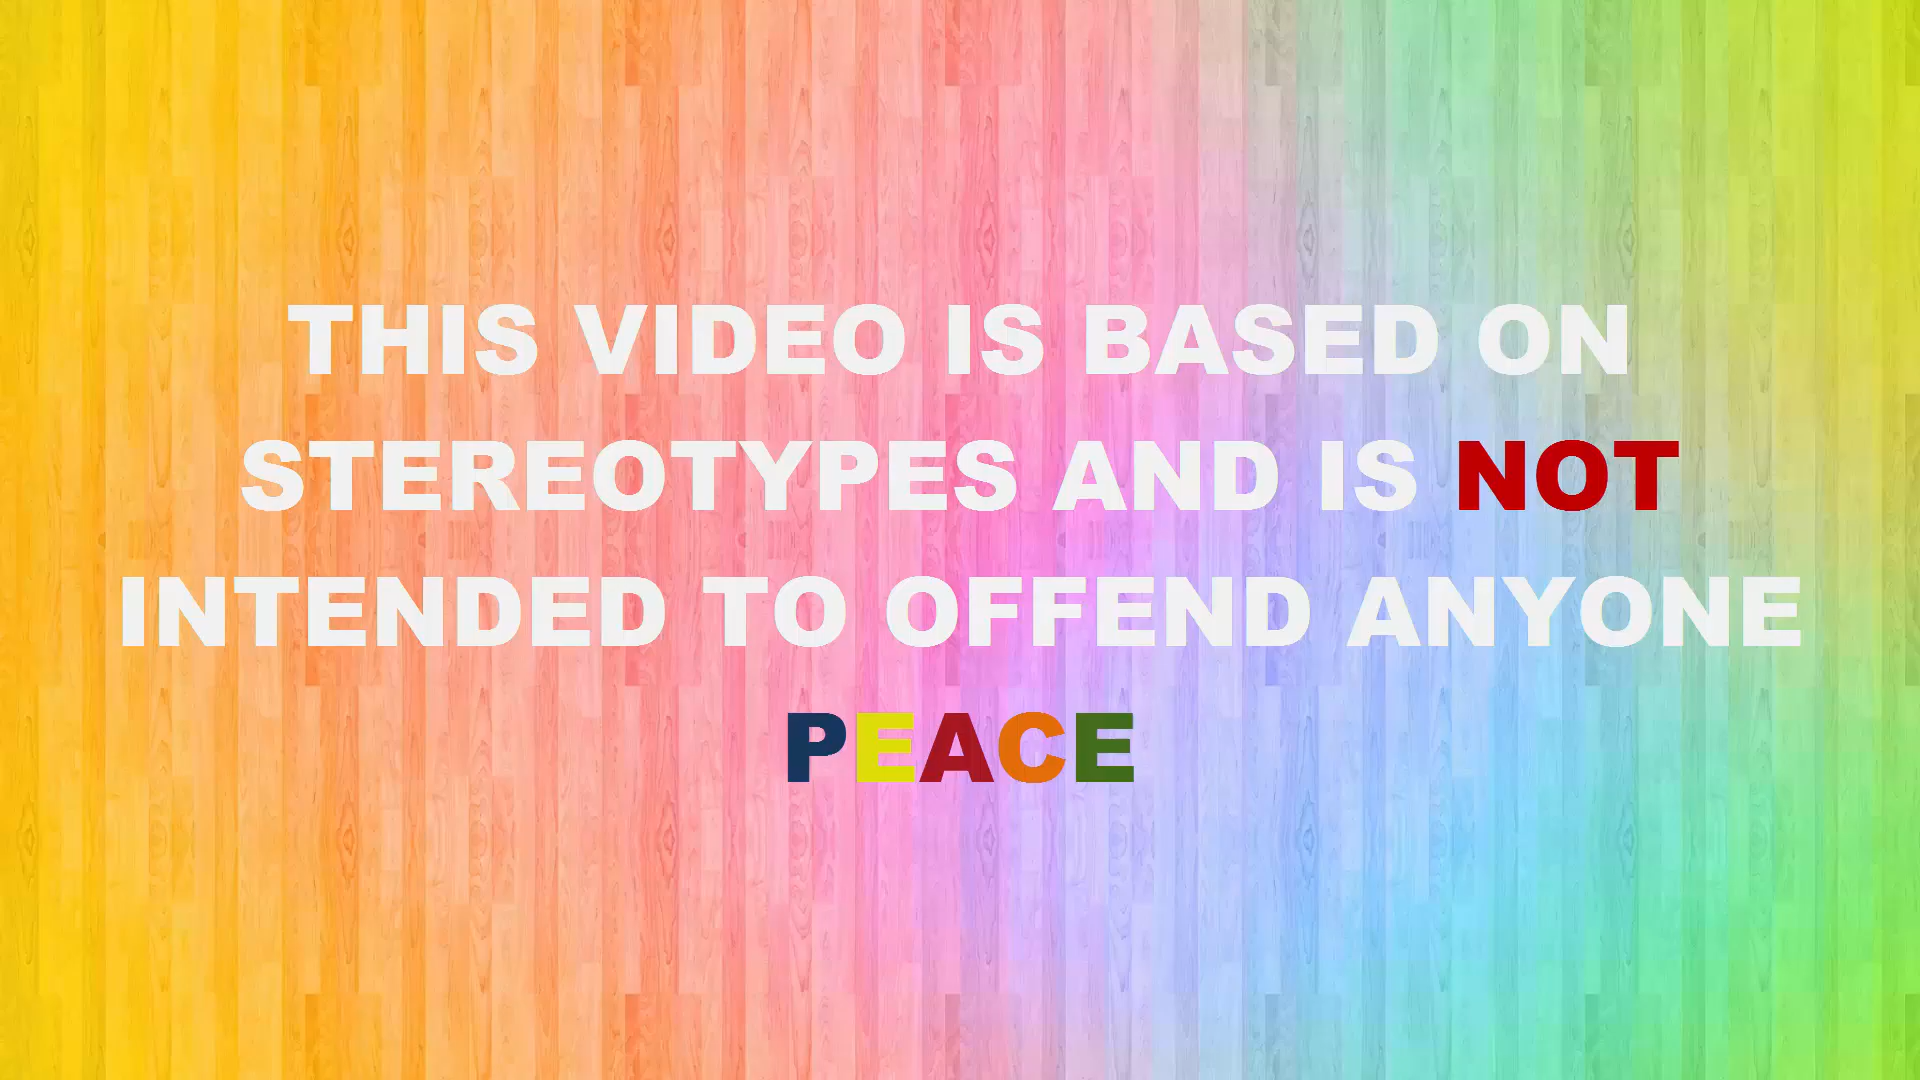 THIS VIDEO IS BASED ON
STEREOTYPES AND IS NOT
INTENDED TO OFFEND ANYONE
PEACE